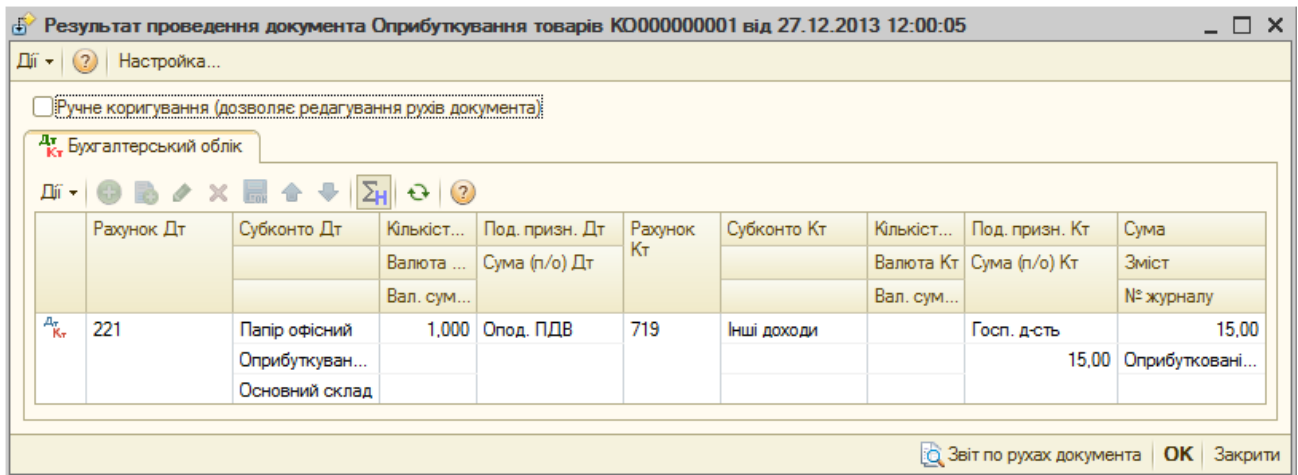 Результат проведення документа Оприбуткування товарів КО000000001 від 27.12.2013 12:00:05
Дії Настройка...
Ручне коригування (дозволяє редагування рухів документа)
Дт Кт Бухгалтерський облік
Дії
Рахунок Дт Субконто Дт Кількіст... Под. призн. Дт Рахунок Кт Субконто Кт Кількіст... Под. призн. Кт Сума
Валюта ... Сума (п/о) Дт Валюта Кт Сума (п/о) Кт Зміст
Вал. сум... Вал. сум... № журналу
Дт Кт 221 Папір офісний 1,000 Опод. ПДВ 719 Інші доходи Госп. д-сть 15,00
Оприбуткуван... 15,00 Оприбутковані...
Основний склад
Звіт по рухах документа OK Закрити